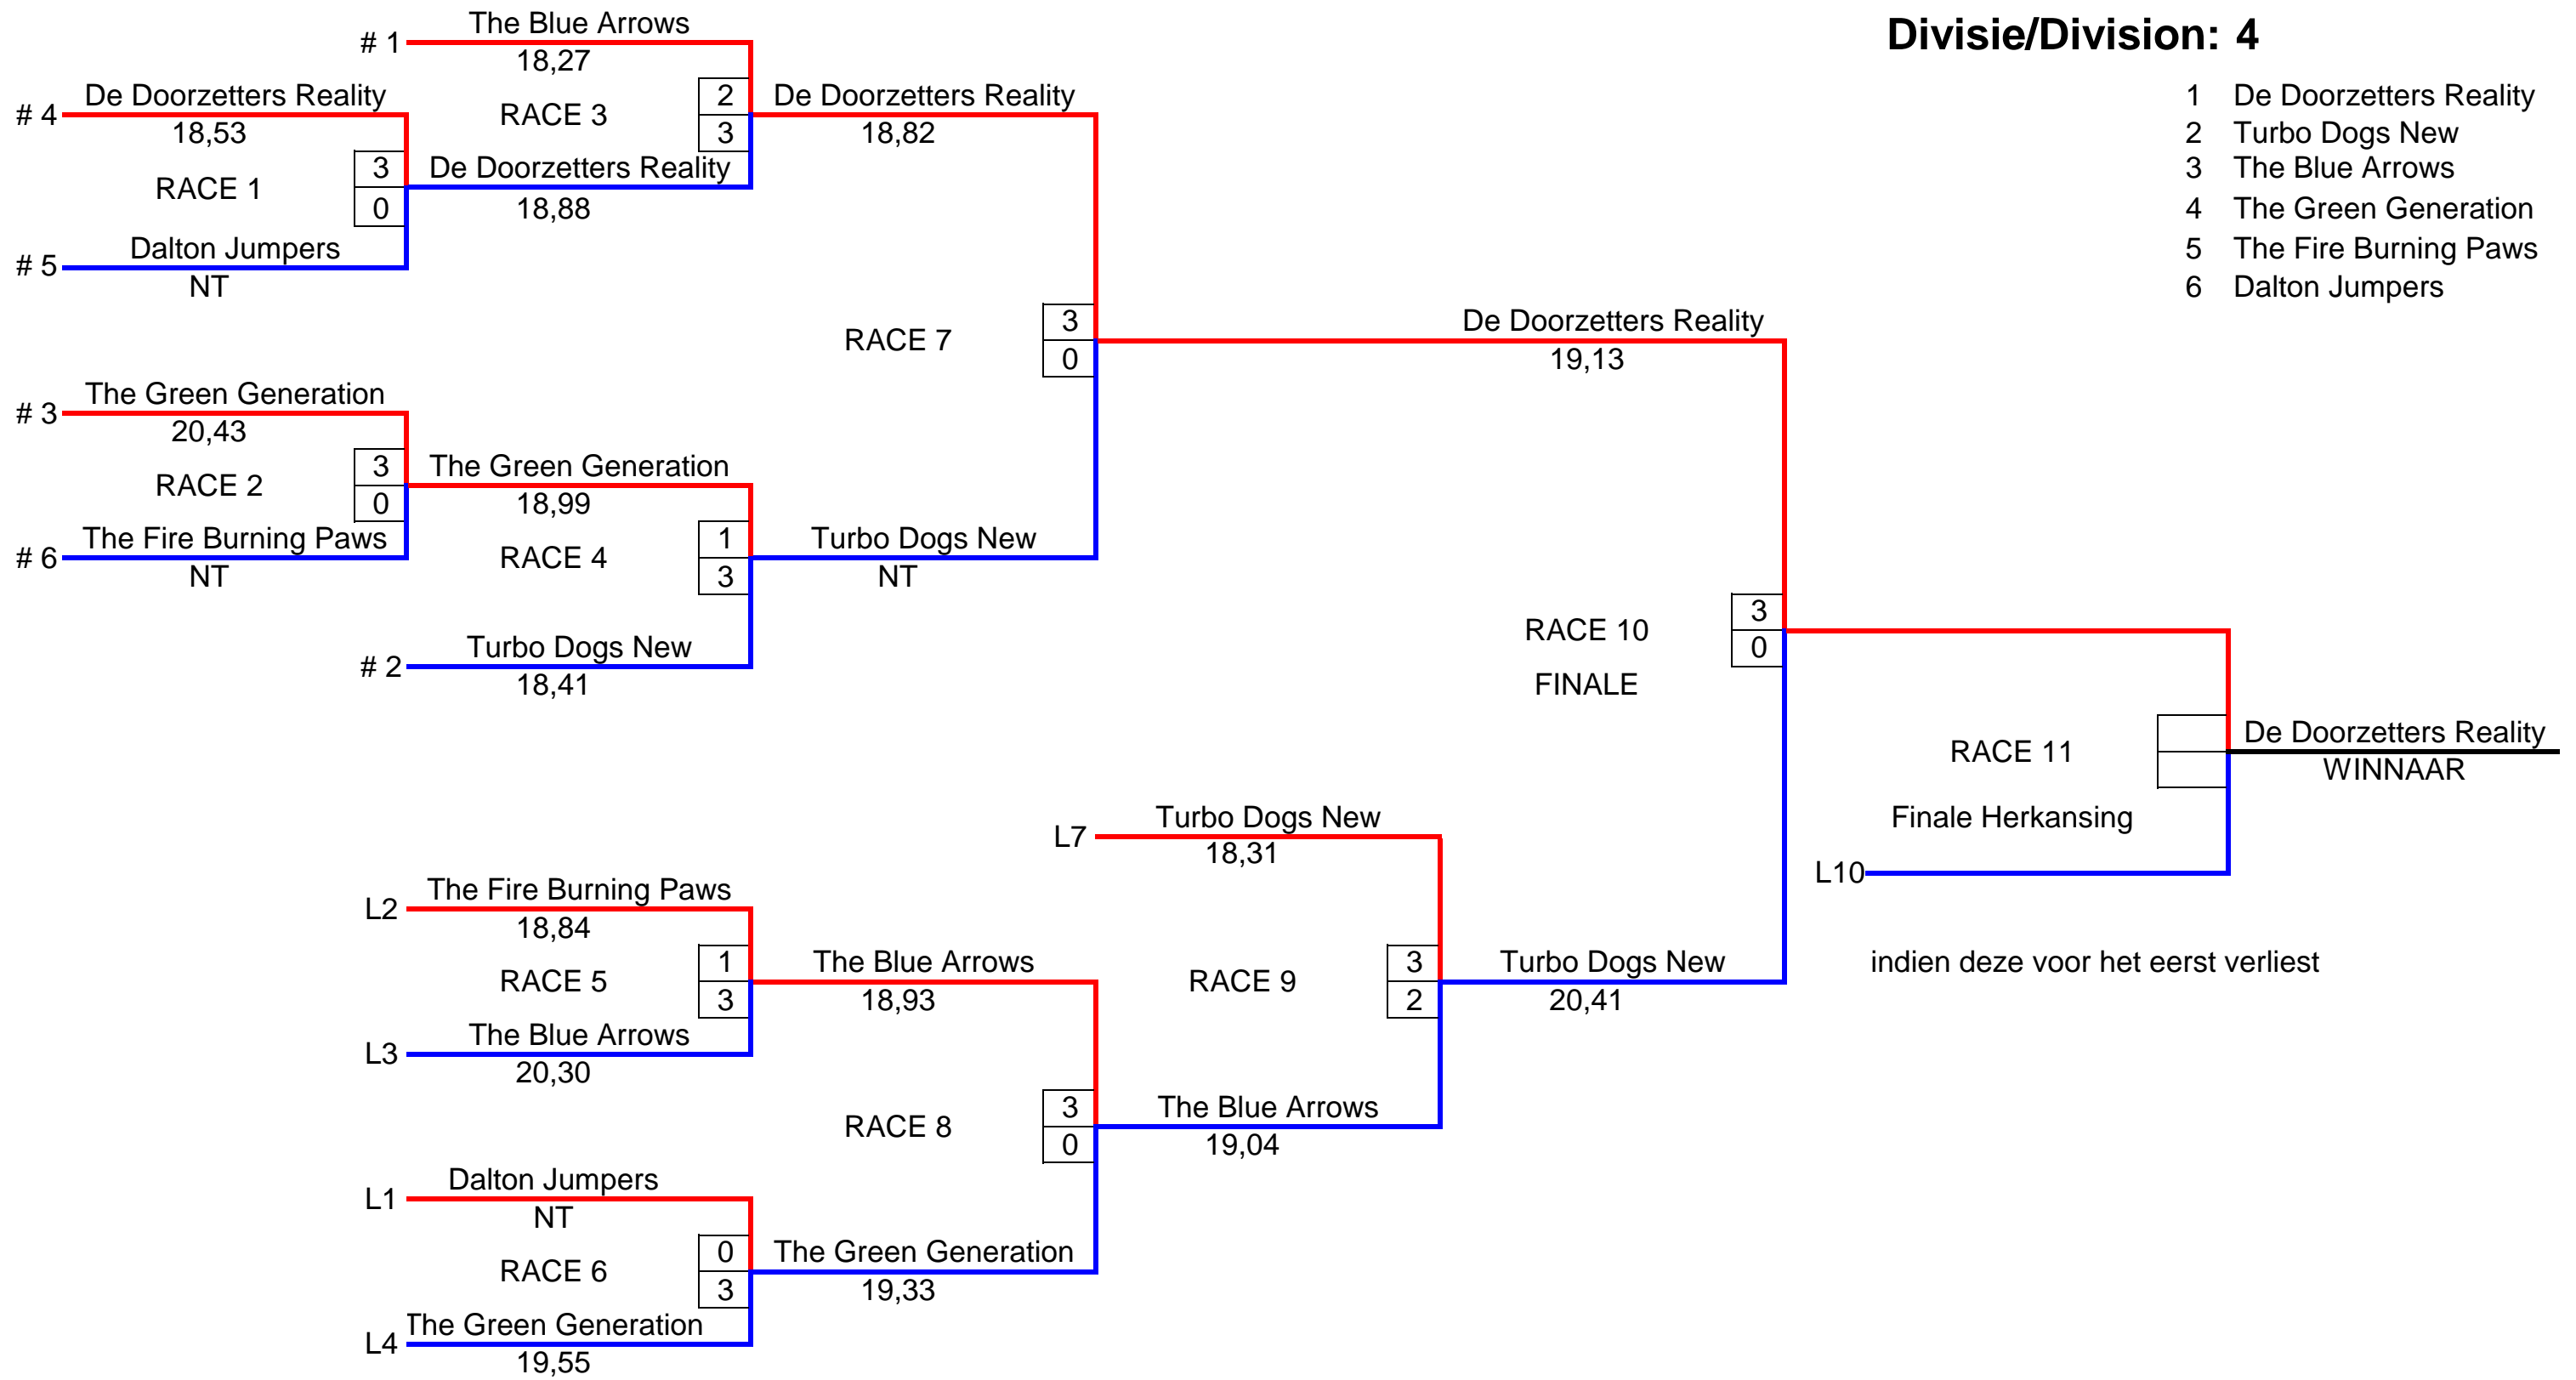 Divisie/Division: 4
1 De Doorzetters Reality
2 Turbo Dogs New
3 The Blue Arrows
4 The Green Generation
5 The Fire Burning Paws
6 Dalton Jumpers
# 1 The Blue Arrows
18,27
RACE 3
2
3
De Doorzetters Reality
18,88
# 4 De Doorzetters Reality
18,53
RACE 1
3
0
# 5 Dalton Jumpers
NT
De Doorzetters Reality
18,82
RACE 7
3
0
# 3 The Green Generation
20,43
RACE 2
3
0
# 6 The Fire Burning Paws
NT
The Green Generation
18,99
RACE 4
1
3
# 2 Turbo Dogs New
18,41
Turbo Dogs New
NT
De Doorzetters Reality
19,13
RACE 10
FINALE
3
0
RACE 11
Finale Herkansing
L10
De Doorzetters Reality
WINNAAR
indien deze voor het eerst verliest
L7 Turbo Dogs New
18,31
RACE 9
3
2
Turbo Dogs New
20,41
L2 The Fire Burning Paws
18,84
RACE 5
1
3
L3 The Blue Arrows
20,30
The Blue Arrows
18,93
RACE 8
3
0
The Blue Arrows
19,04
L1 Dalton Jumpers
NT
RACE 6
0
3
L4 The Green Generation
19,55
The Green Generation
19,33